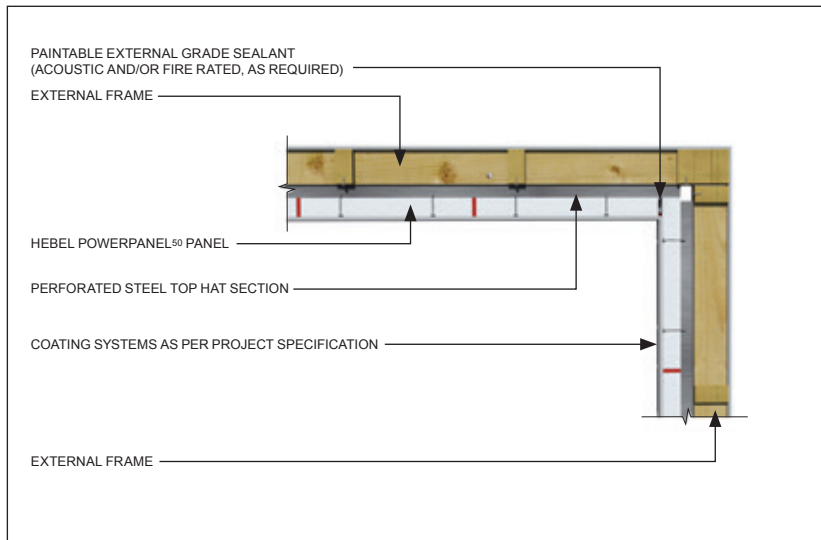 PAINTABLE EXTERNAL GRADE SEALANT
(ACOUSTIC AND/OR FIRE RATED, AS REQUIRED)
EXTERNAL FRAME
HEBEL POWERPANEL50 PANEL
PERFORATED STEEL TOP HAT SECTION
COATING SYSTEMS AS PER PROJECT SPECIFICATION
EXTERNAL FRAME